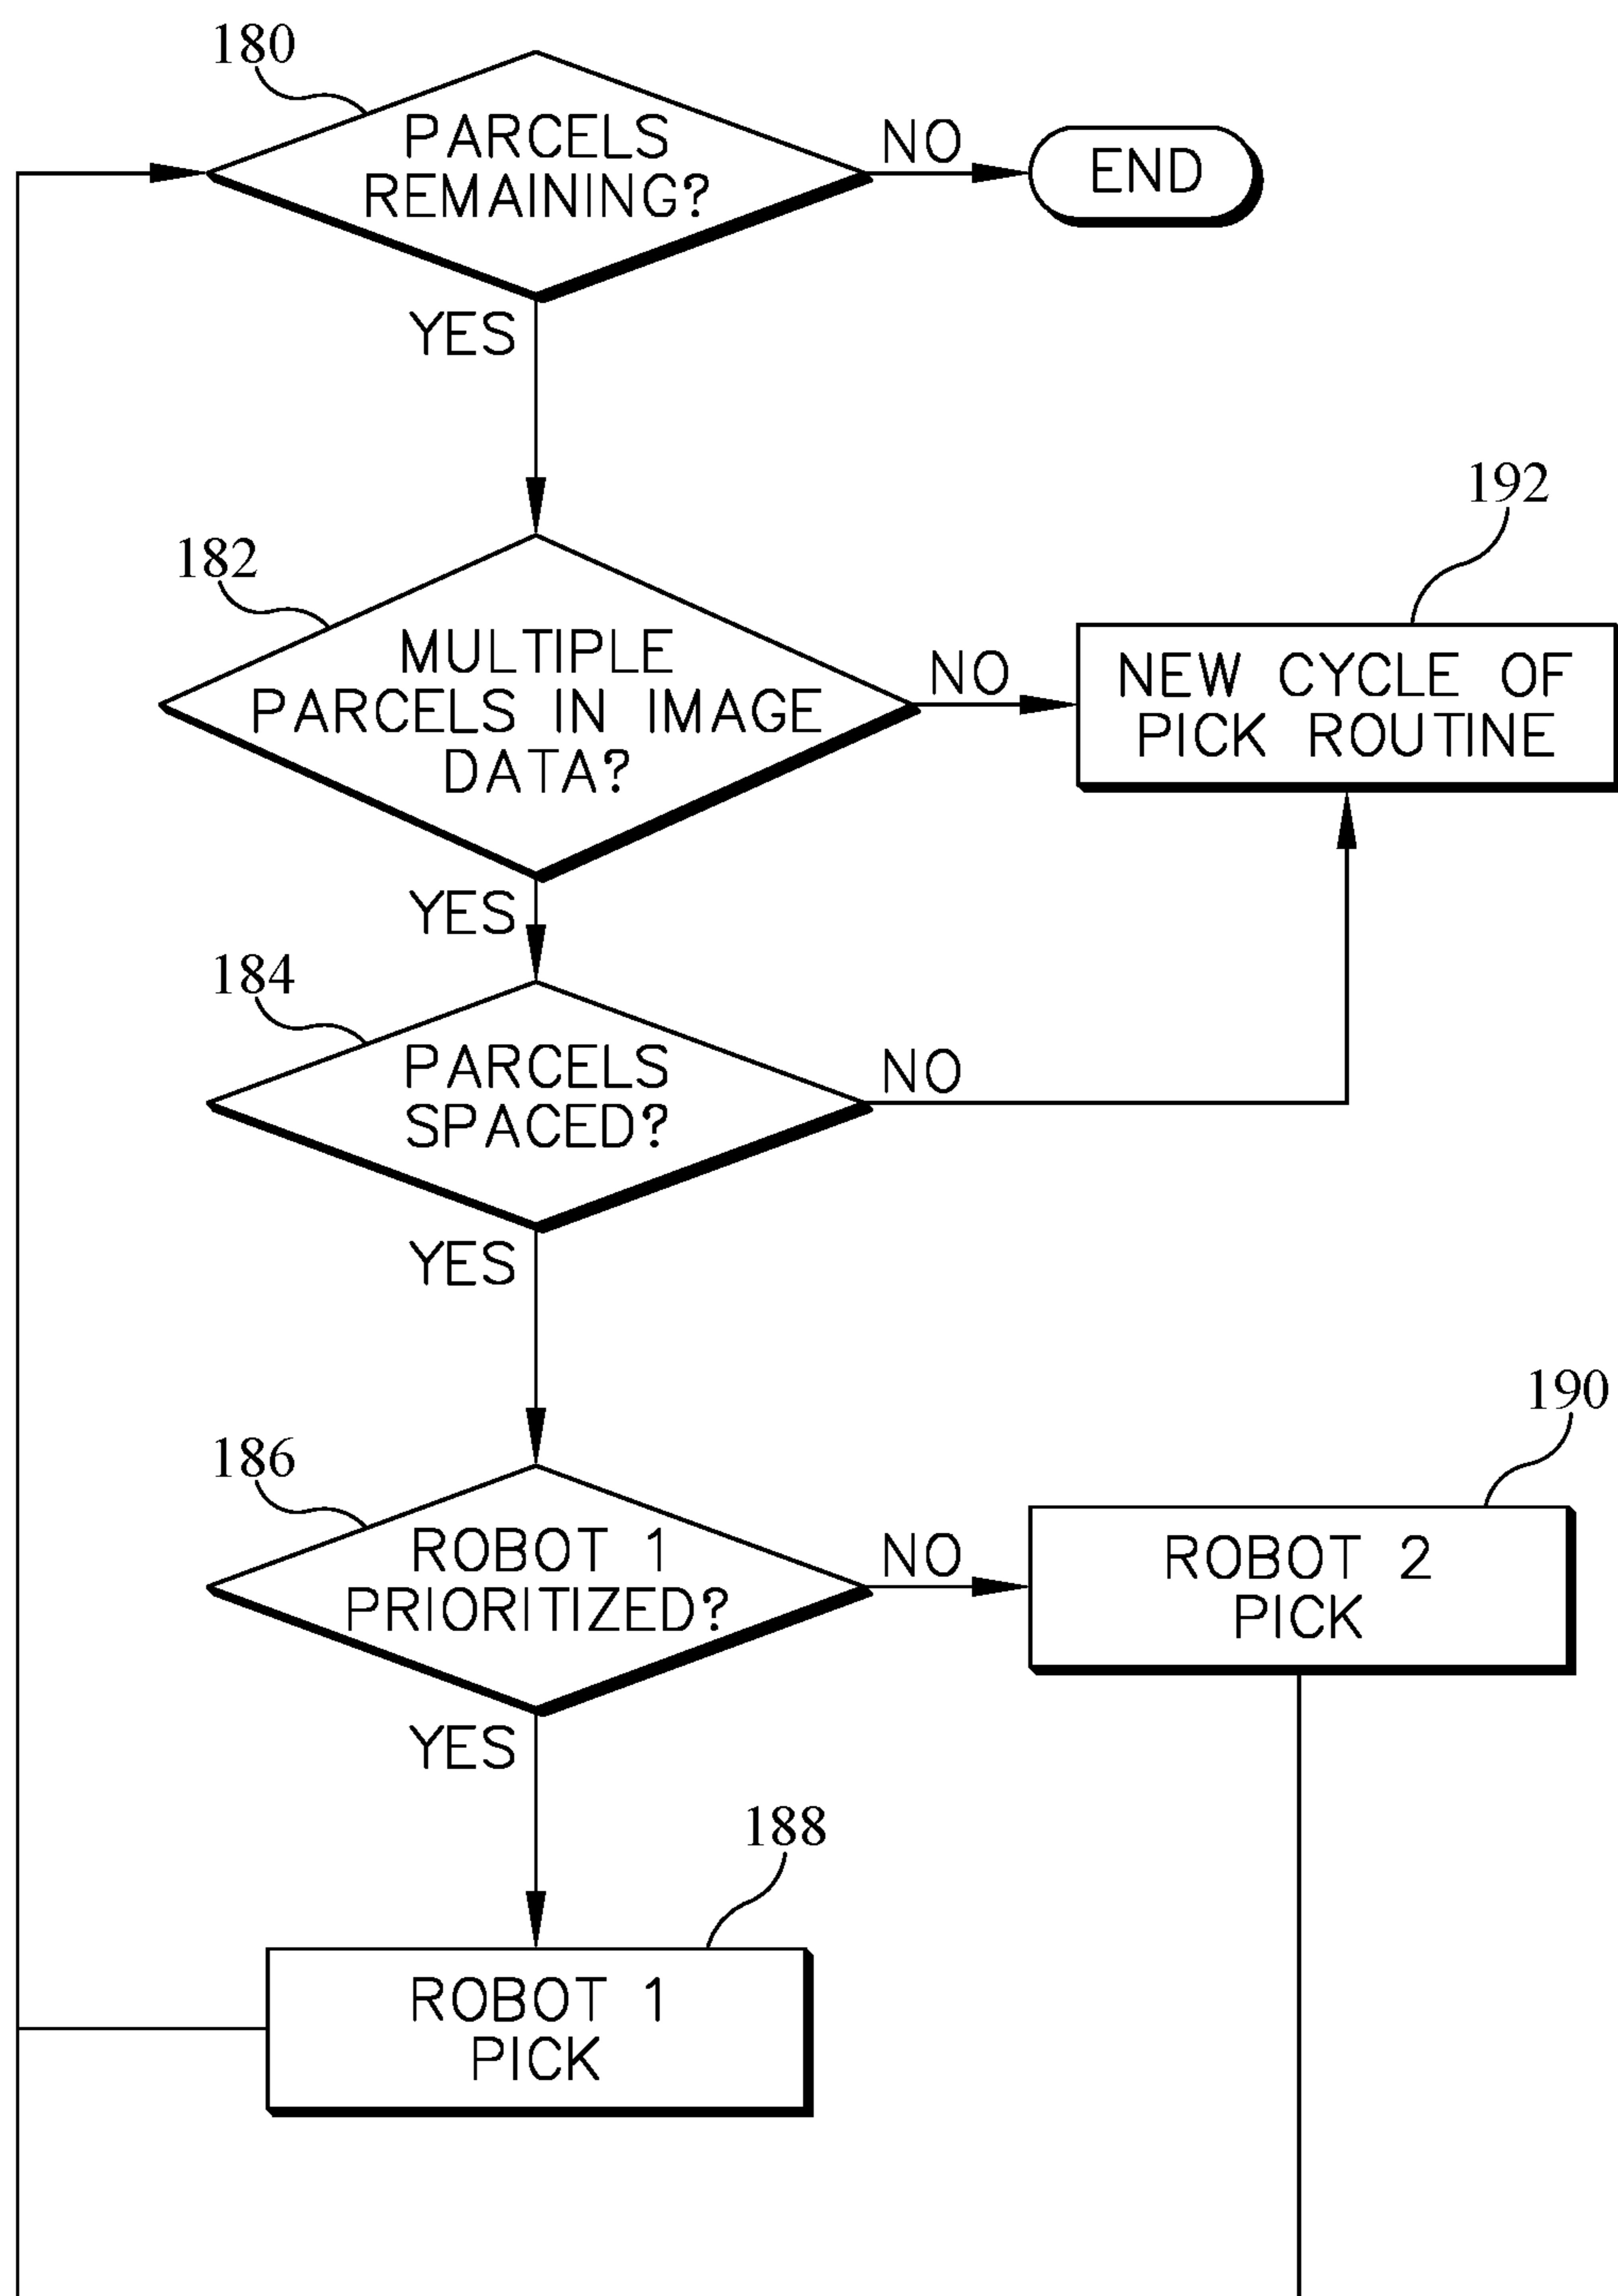 180
PARCELS
REMAINING?
NO
END
YES
182
MULTIPLE
PARCELS IN IMAGE
DATA?
NO
192
NEW CYCLE OF
PICK ROUTINE
YES
184
PARCELS
SPACED?
NO
YES
186
ROBOT 1
PRIORITIZED?
NO
190
ROBOT 2
PICK
YES
188
ROBOT 1
PICK